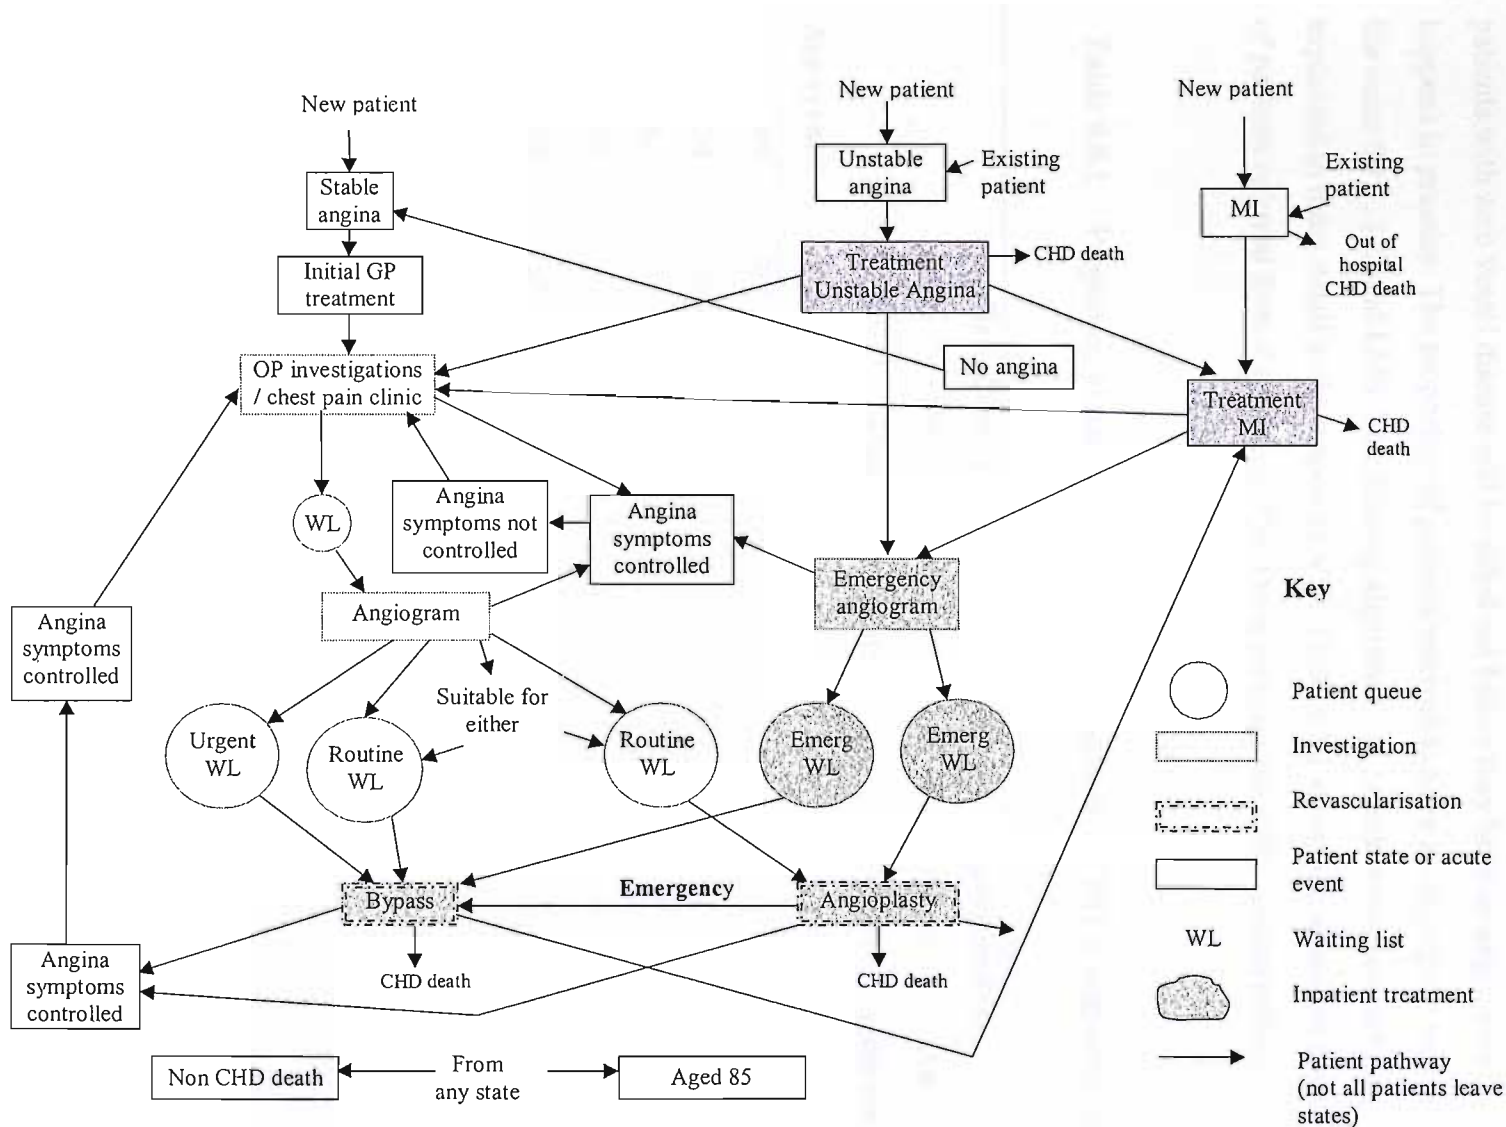 New patient
Stable
angina
Initial GP
treatment
OP investigations
/ chest pain clinic
WL
Angiogram
Angina
symptoms not
controlled
Angina
symptoms
controlled
Angina
symptoms
controlled
Suitable for
either
Urgent
WL
Routine
WL
Routine
WL
Bypass
Emergency
Angioplasty
CHD death
CHD death
Angina
symptoms
controlled
Non CHD death
From
any state
Aged 85
New patient
Unstable
angina
Existing
patient
Treatment
Unstable Angina
CHD death
No angina
Emergency
angiogram
Emerg
WL
Emerg
WL
New patient
MI
Existing
patient
Out of
hospital
CHD death
Treatment
MI
CHD
death
Key
Patient queue
Investigation
Revascularisation
Patient state or acute
event
WL
Waiting list
Inpatient treatment
Patient pathway
(not all patients leave
states)